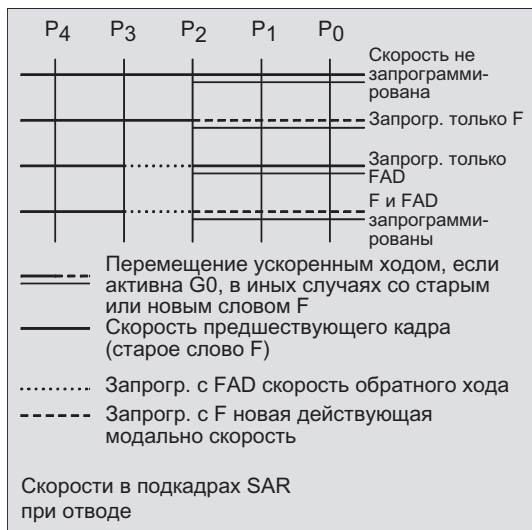 P4 P3 P2 P1 P0
Скорость не
запрограмми-
рована
Запрогр. только F
Запрогр. только
FAD
F и FAD
запрограмми-
рованы
Перемещение ускоренным ходом, если
активна G0, в иных случаях со старым
или новым словом F
Скорость предшествующего кадра
(старое слово F)
Запрогр. с FAD скорость обратного хода
Запрогр. с F новая действующая
модально скорость
Скорости в подкадрах SAR
при отводе